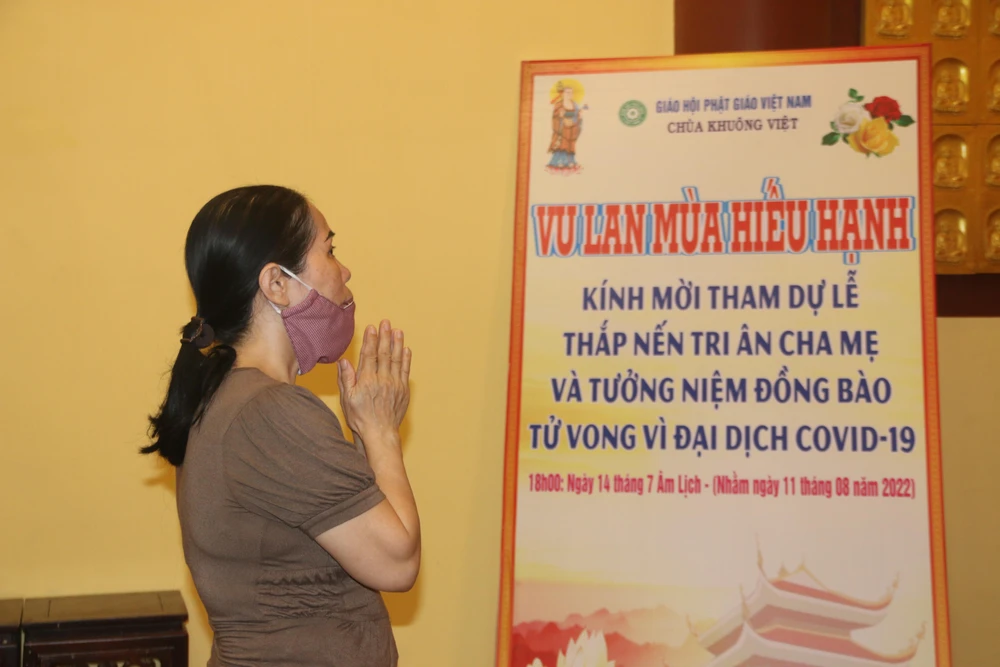 GIÁO HỘI PHẬT GIÁO VIỆT NAM
CHÙA KHUÔNG VIỆT
VU LAN MÙA HIẾU HẠNH
KÍNH MỜI THAM DỰ LỄ
THẮP NẾN TRI ÂN CHA MẸ
VÀ TƯỞNG NIỆM ĐỒNG BÀO
TỬ VONG VÌ ĐẠI DỊCH COVID-19
18h00: Ngày 14 tháng 7 Âm Lịch - (Nhằm ngày 11 tháng 08 năm 2022)